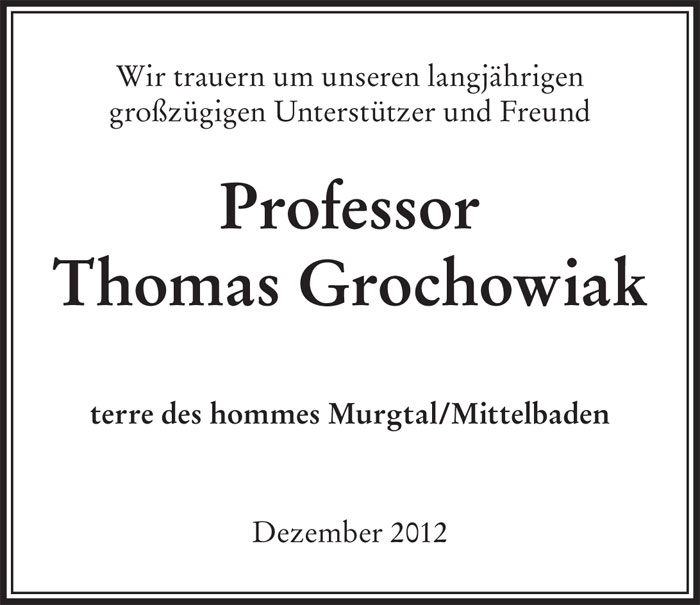 Wir trauern um unseren langjährigen
großzügigen Unterstützer und Freund
Professor
Thomas Grochowiak
terre des hommes Murgtal/Mittelbaden
Dezember 2012